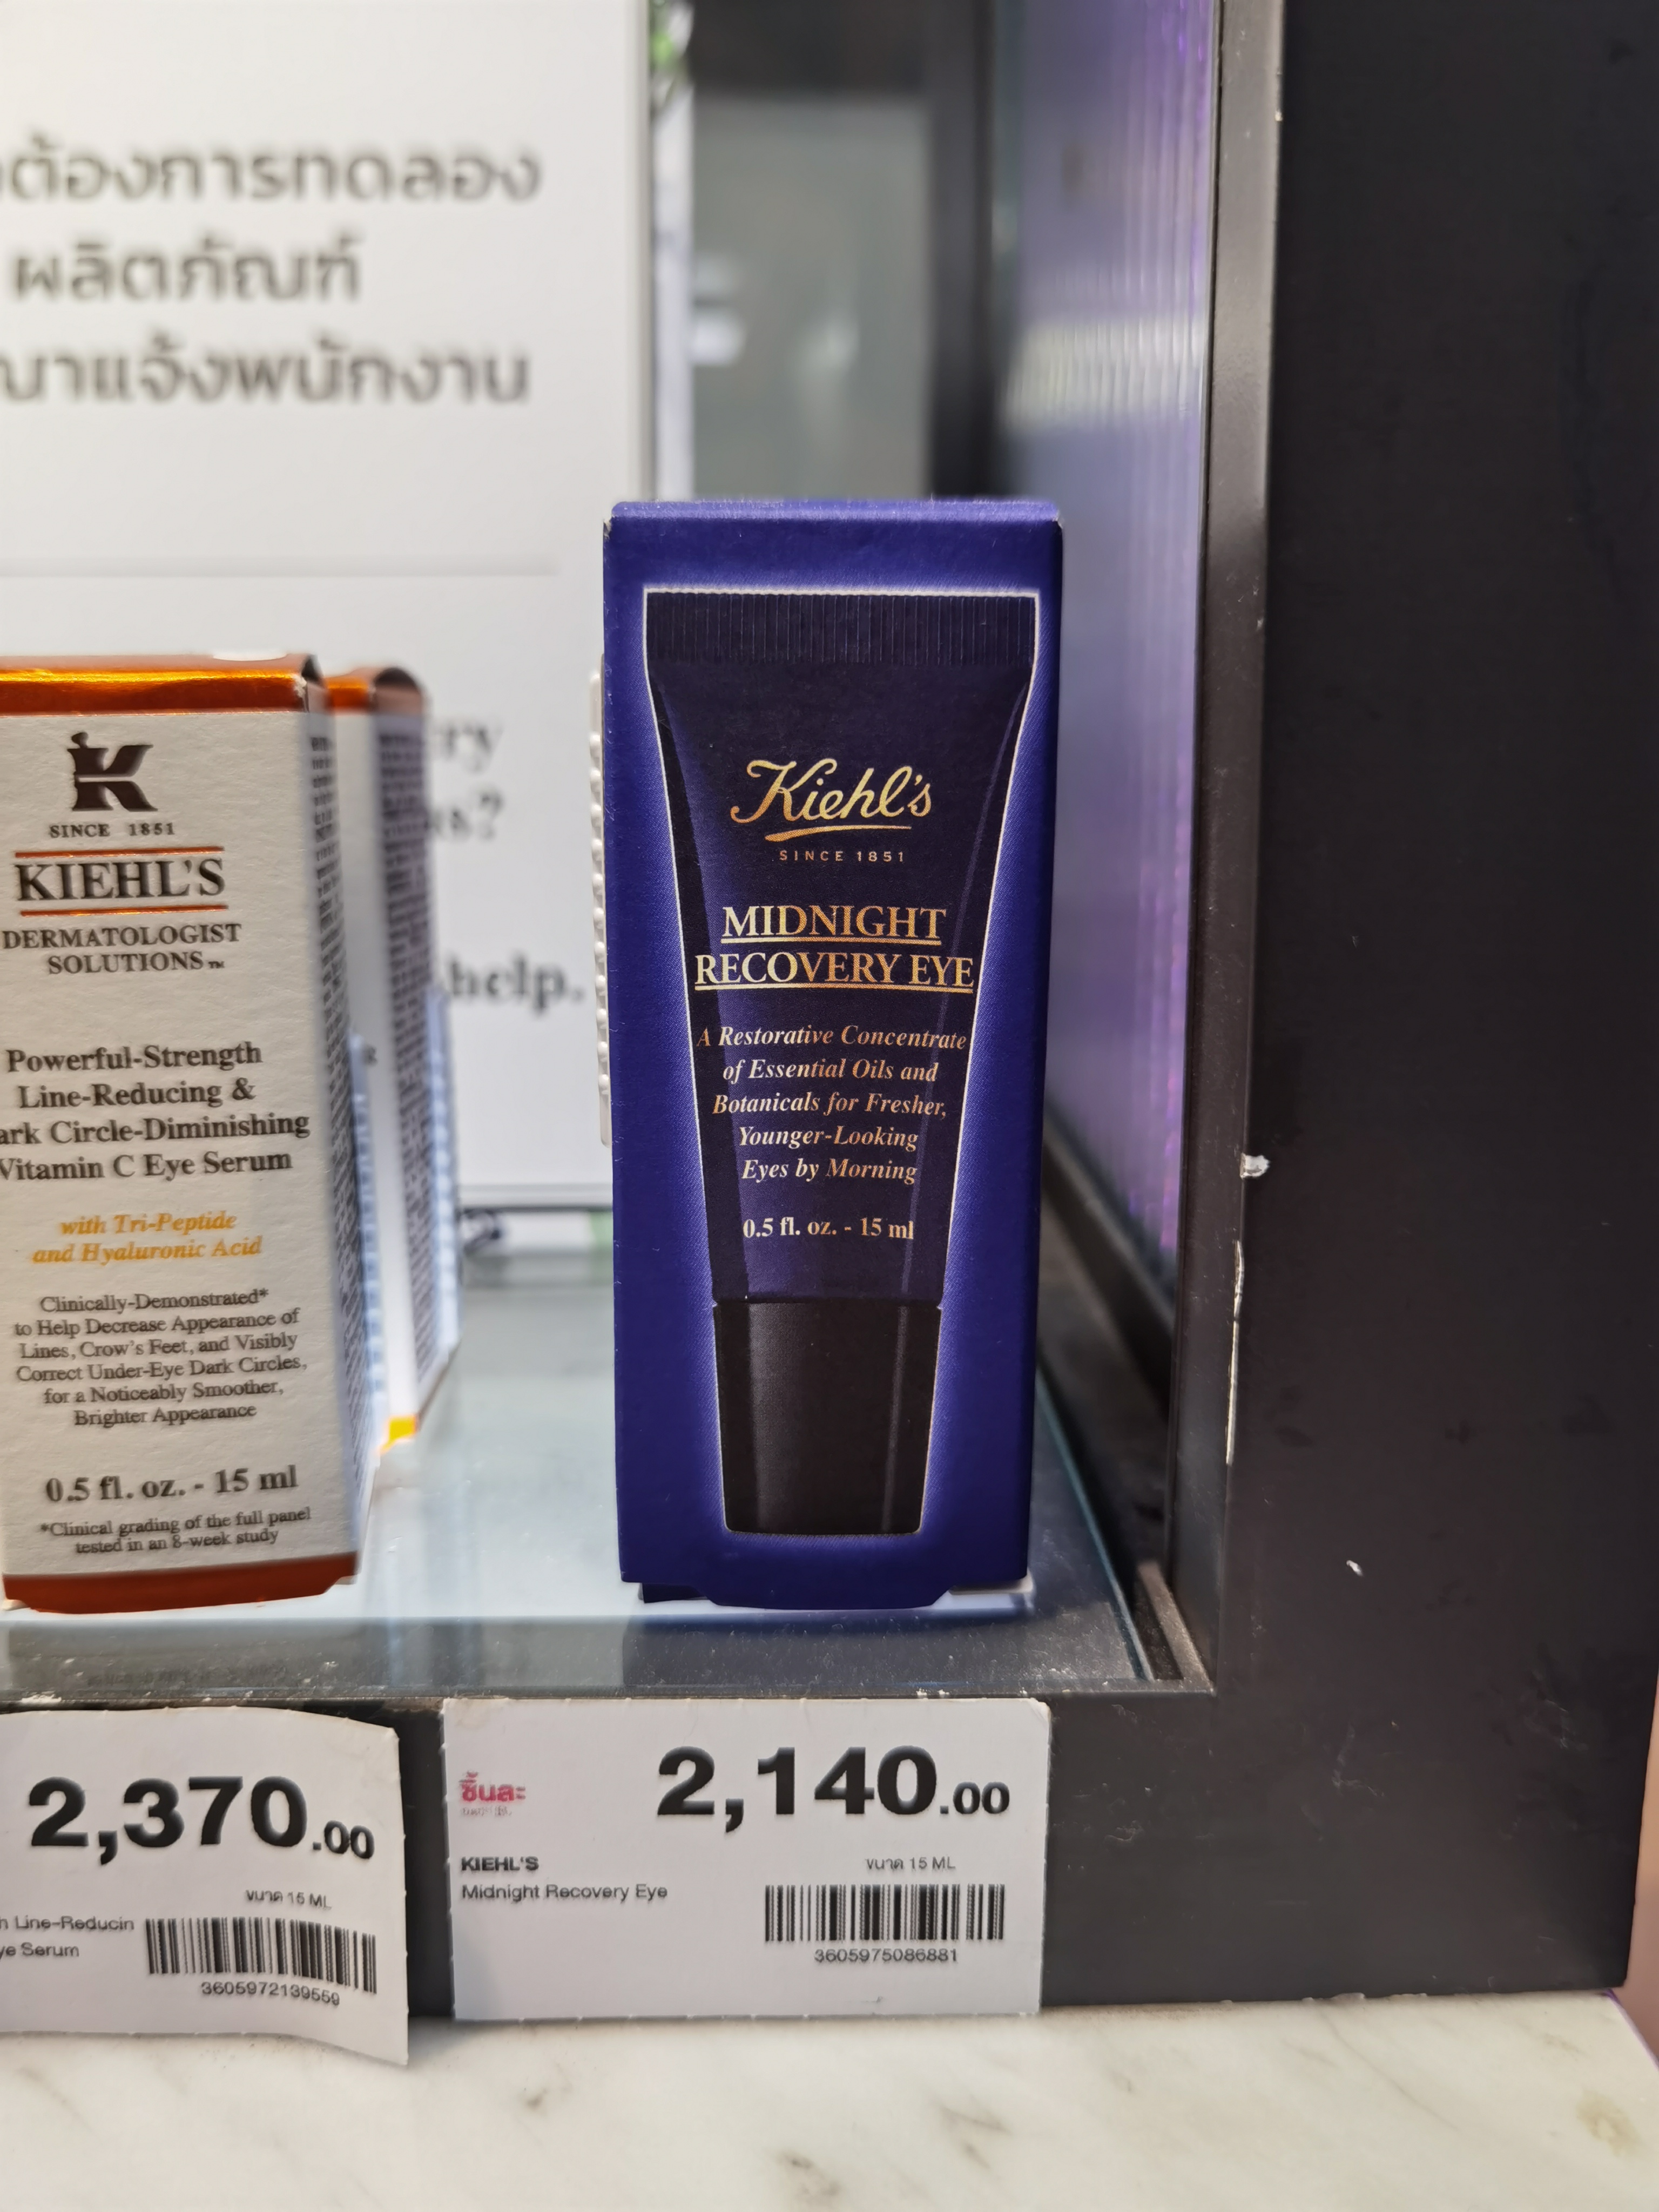 ต้องการทดลอง
ผลิตภัณฑ์
ณาแจ้งพนักงาน
help.
K
SINCE 1851
KIEHL'S
DERMATOLOGIST
SOLUTIONS™
Powerful-Strength
Line-Reducing &
ark Circle-Diminishing
Vitamin C Eye Serum
with Tri-Peptide
and Hyaluronic Acid
Clinically-Demonstrated*
to Help Decrease Appearance of
Lines, Crow's Feet, and Visibly
Correct Under-Eye Dark Circles,
for a Noticeably Smoother,
Brighter Appearance
0.5 fl. oz. - 15 ml
*Clinical grading of the full panel
tested in an 8-week study
Kiehl's
SINCE 1851
MIDNIGHT
RECOVERY EYE
A Restorative Concentrate
of Essential Oils and
Botanicals for Fresher,
Younger-Looking
Eyes by Morning
0.5 fl. oz. - 15 ml
2,370.00
ขนาด 15 ML
h Line-Reducin
ye Serum
3605972139559
ชิ้นละ
2,140.00
KIEHL'S
ขนาด 15 ML
Midnight Recovery Eye
3605975086881